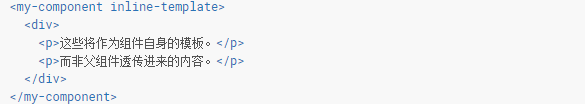 <my-component inline-template>
  <div>
    <p>这些将作为组件自身的模板。</p>
    <p>而非父组件透传进来的内容。</p>
  </div>
</my-component>